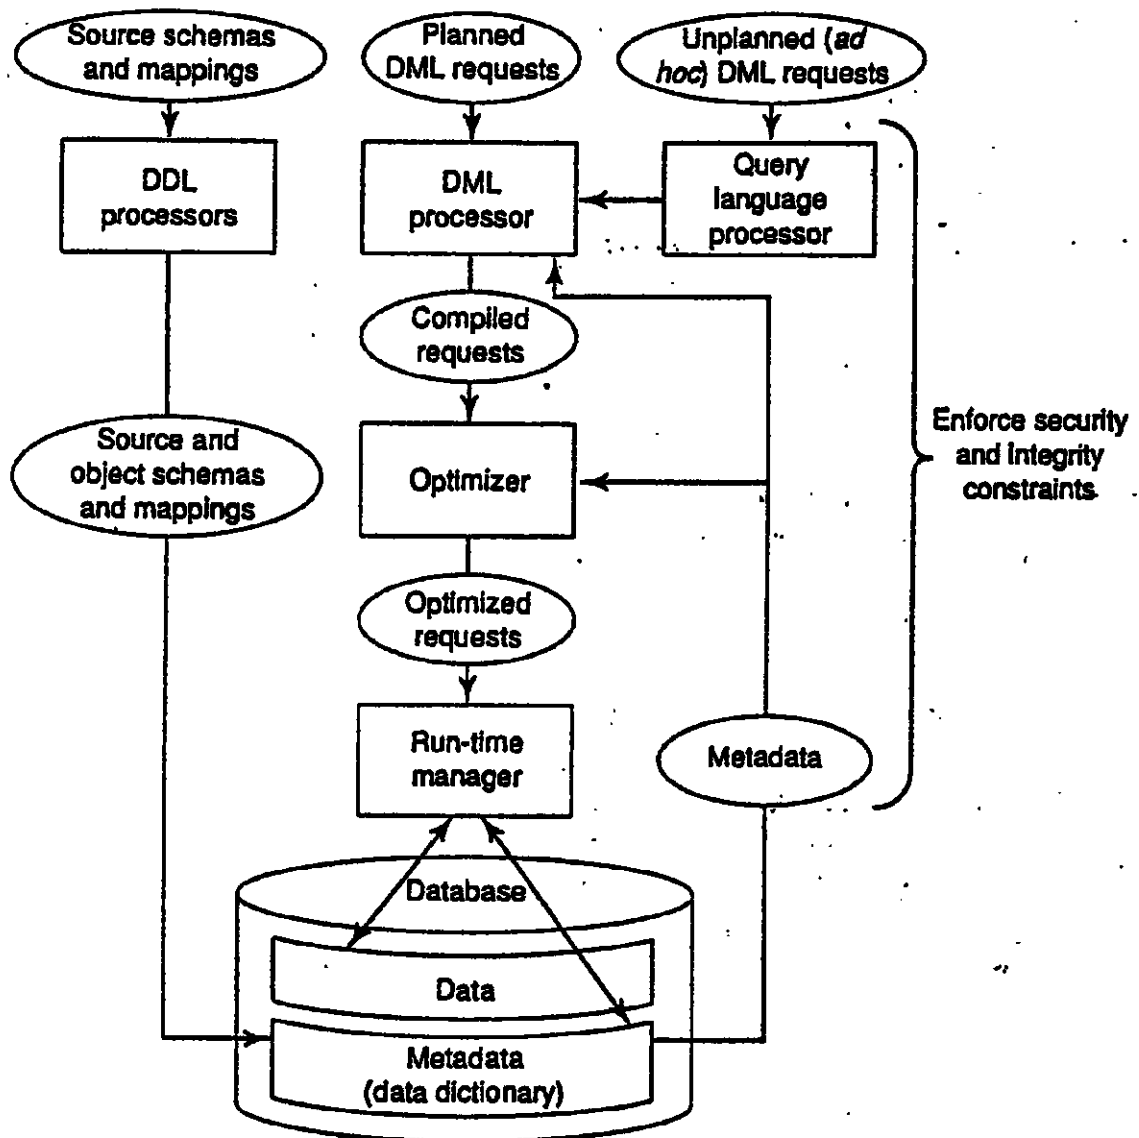 Source schemas
and mappings
Planned
DML requests
Unplanned (ad
hoc) DML requests
DDL
processors
DML
processor
Query
language
processor
Compiled
requests
Source and
object schemas
and mappings
Optimizer
Enforce security
and integrity
constraints
Optimized
requests
Run-time
manager
Metadata
Database
Data
Metadata
(data dictionary)